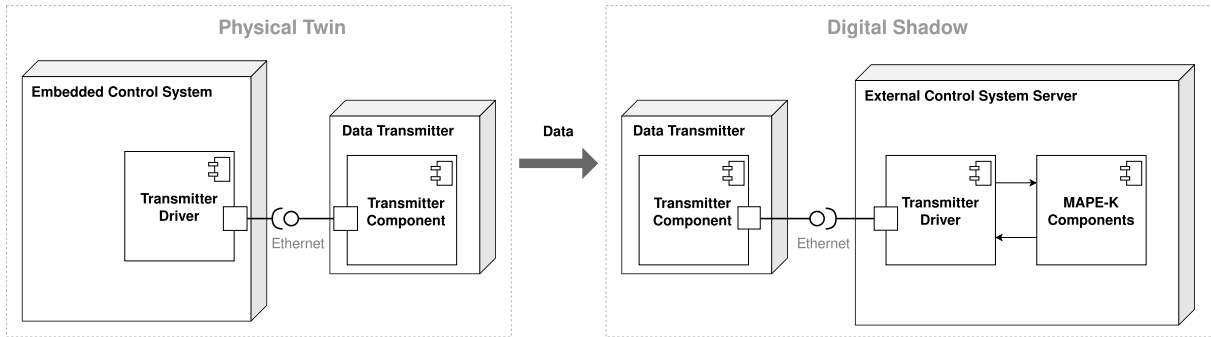 Physical Twin
Embedded Control System
Transmitter
Driver
Ethernet
Data Transmitter
Transmitter
Component
Data
Digital Shadow
Data Transmitter
Transmitter
Component
Ethernet
External Control System Server
Transmitter
Driver
MAPE-K
Components